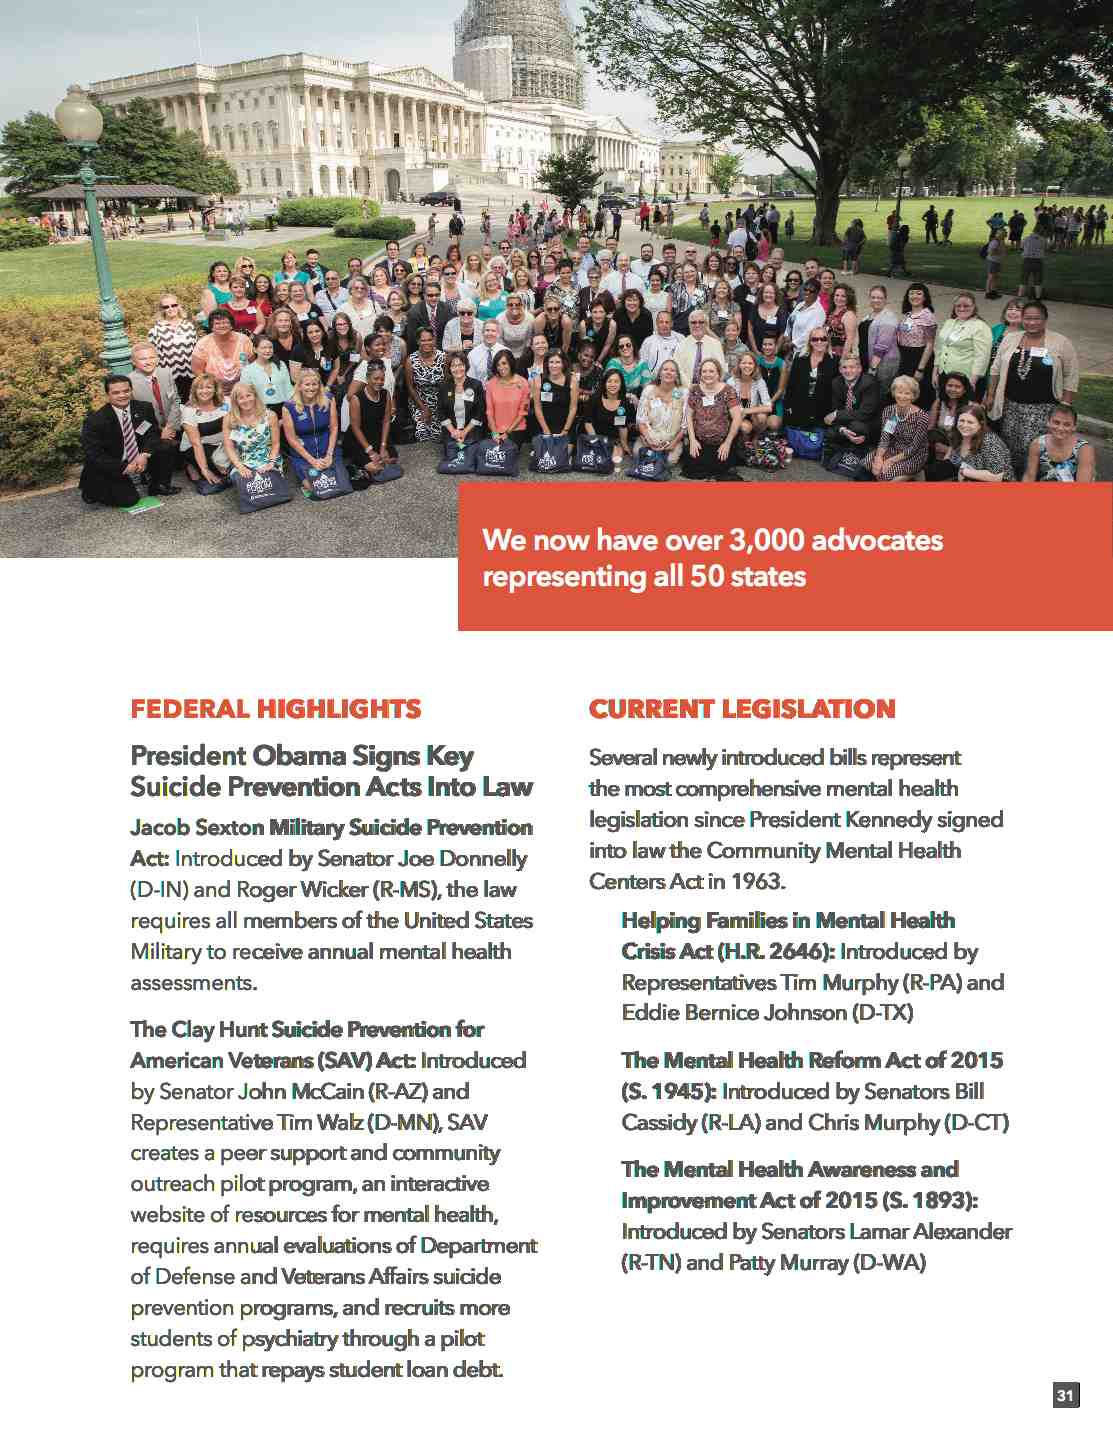 We now have over 3,000 advocates
representing all 50 states
FEDERAL HIGHLIGHTS
President Obama Signs Key
Suicide Prevention Acts Into Law
Jacob Sexton Military Suicide Prevention
Act: Introduced by Senator Joe Donnelly
(D-IN) and Roger Wicker (R-MS), the law
requires all members of the United States
Military to receive annual mental health
assessments.
The Clay Hunt Suicide Prevention for
American Veterans (SAV) Act: Introduced
by Senator John McCain (R-AZ) and
Representative Tim Walz (D-MN), SAV
creates a peer support and community
outreach pilot program, an interactive
website of resources for mental health,
requires annual evaluations of Department
of Defense and Veterans Affairs suicide
prevention programs, and recruits more
students of psychiatry through a pilot
program that repays student loan debt.
CURRENT LEGISLATION
Several newly introduced bills represent
the most comprehensive mental health
legislation since President Kennedy signed
into law the Community Mental Health
Centers Act in 1963.
Helping Families in Mental Health
Crisis Act (H.R. 2646): Introduced by
Representatives Tim Murphy (R-PA) and
Eddie Bernice Johnson (D-TX)
The Mental Health Reform Act of 2015
(S. 1945): Introduced by Senators Bill
Cassidy (R-LA) and Chris Murphy (D-CT)
The Mental Health Awareness and
Improvement Act of 2015 (S. 1893):
Introduced by Senators Lamar Alexander
(R-TN) and Patty Murray (D-WA)
31